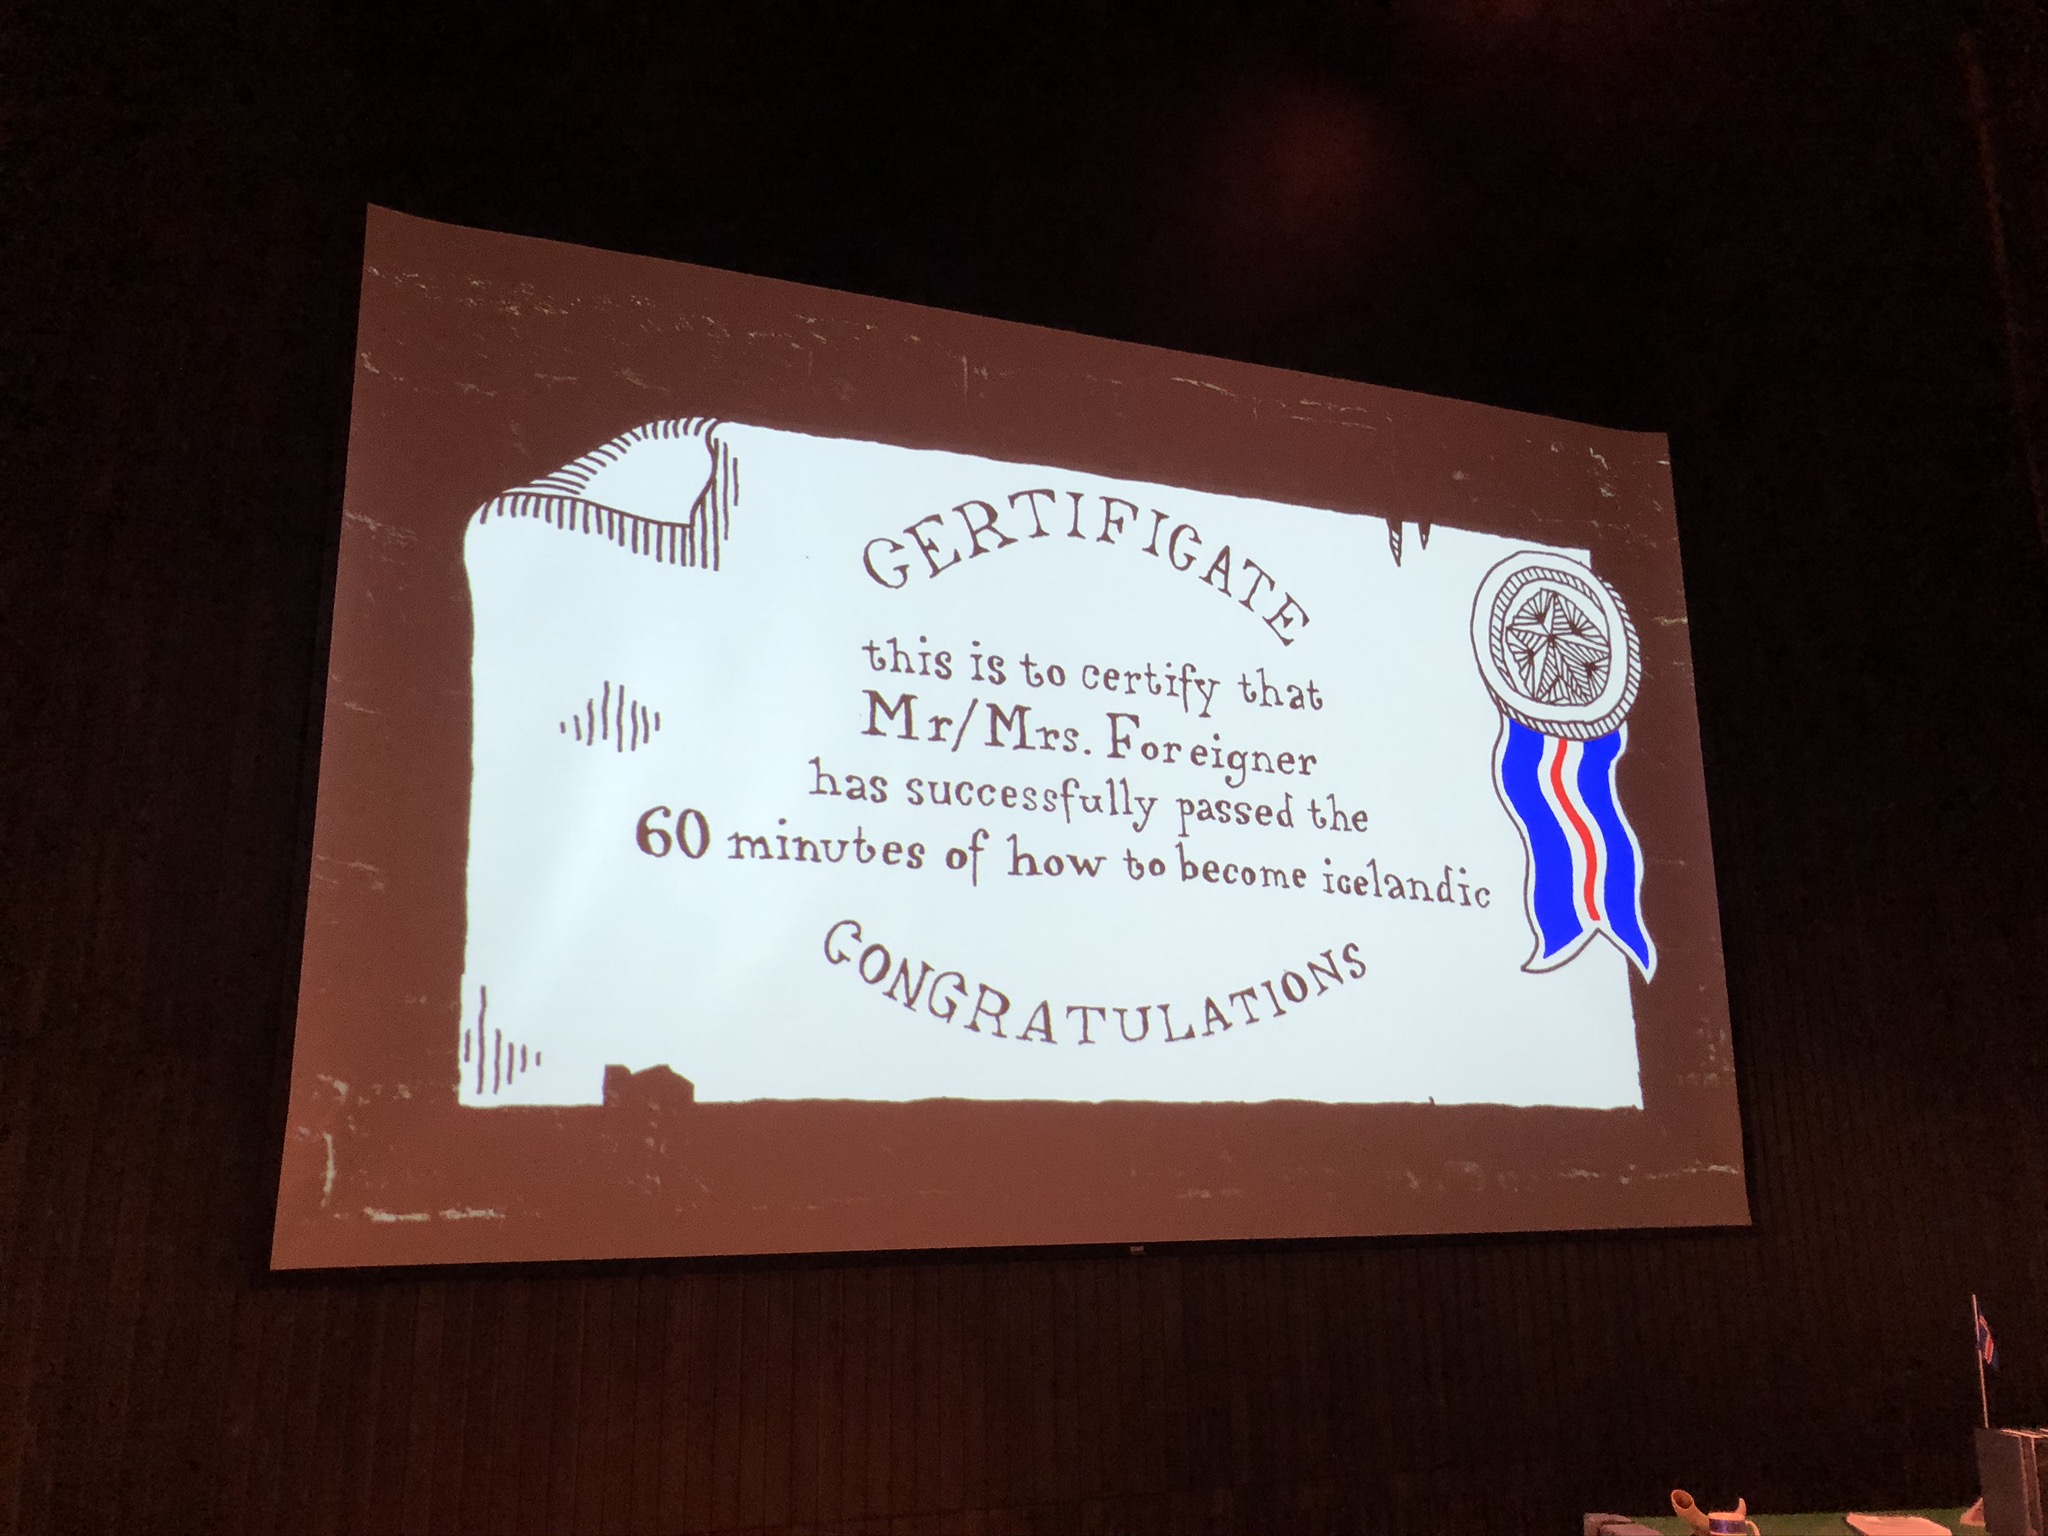 CERTIFICATE
this is to certify that
Mr/Mrs. Foreigner
has successfully passed the
60 minutes of how to become icelandic
CONGRATULATIONS